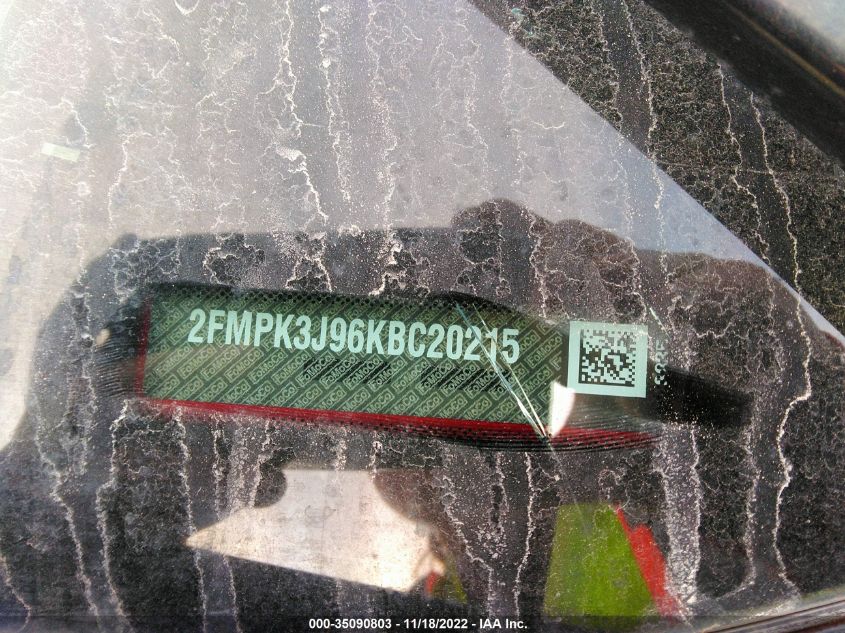 2FMPK3J96KBC20215
000-35090803 - 11/18/2022 - IAA Inc.